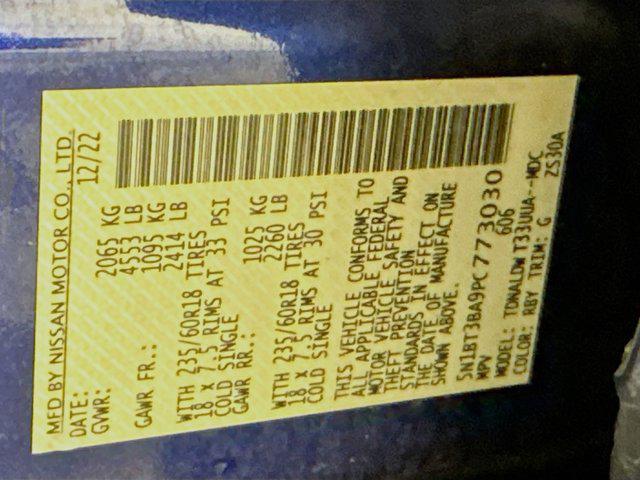 MFD BY NISSAN MOTOR CO., LTD.
DATE: 12/22
GVWR: 2065 KG
4553 LB
GAWR FR.: 1095 KG
2414 LB
WITH 235/60R18 TIRES
18 X 7.5 RIMS AT 33 PSI
COLD SINGLE
GAWR RR.: 1025 KG
2260 LB
WITH 235/60R18 TIRES
18 X 7.5 RIMS AT 30 PSI
COLD SINGLE
THIS VEHICLE CONFORMS TO
ALL APPLICABLE FEDERAL
MOTOR VEHICLE SAFETY AND
THEFT PREVENTION
STANDARDS IN EFFECT ON
THE DATE OF MANUFACTURE
SHOWN ABOVE.
5N1BT3BA9PC773030
MPV 606
MODEL: TONALDW T33UUA--MDC
COLOR: RBY TRIM: G ZS30A